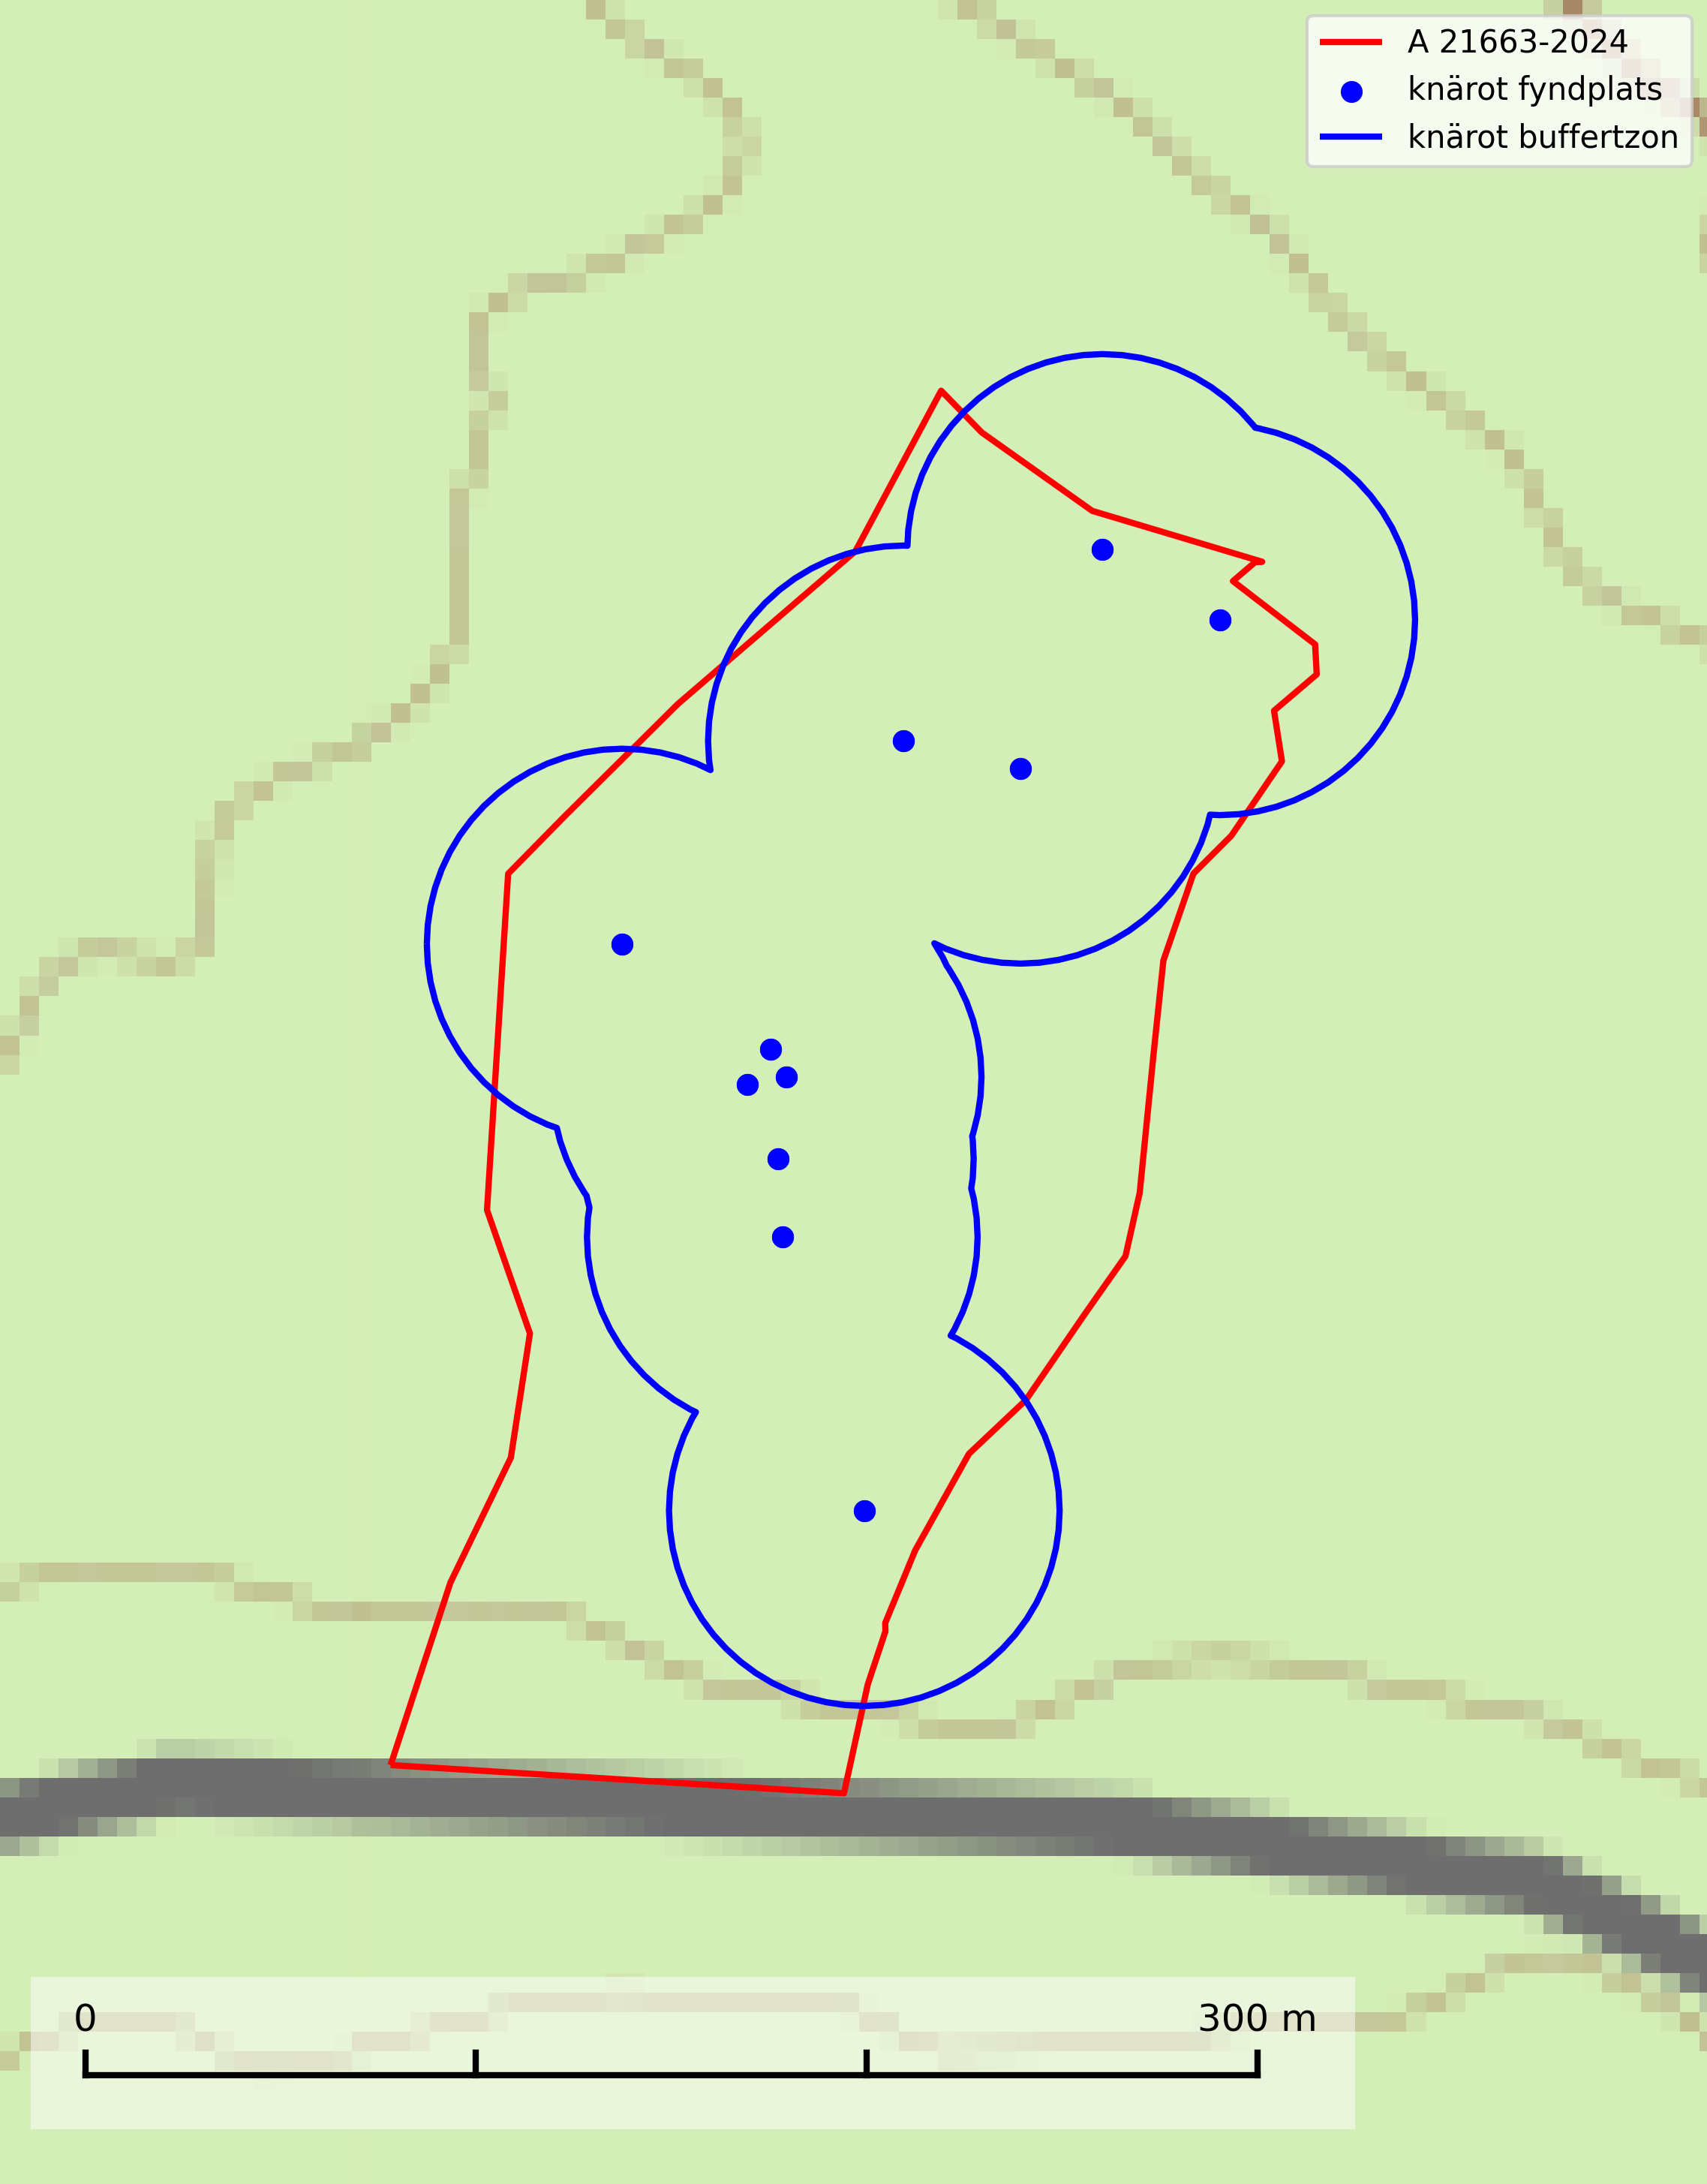 A 21663-2024
knärot fyndplats
knärot buffertzon
0
300 m